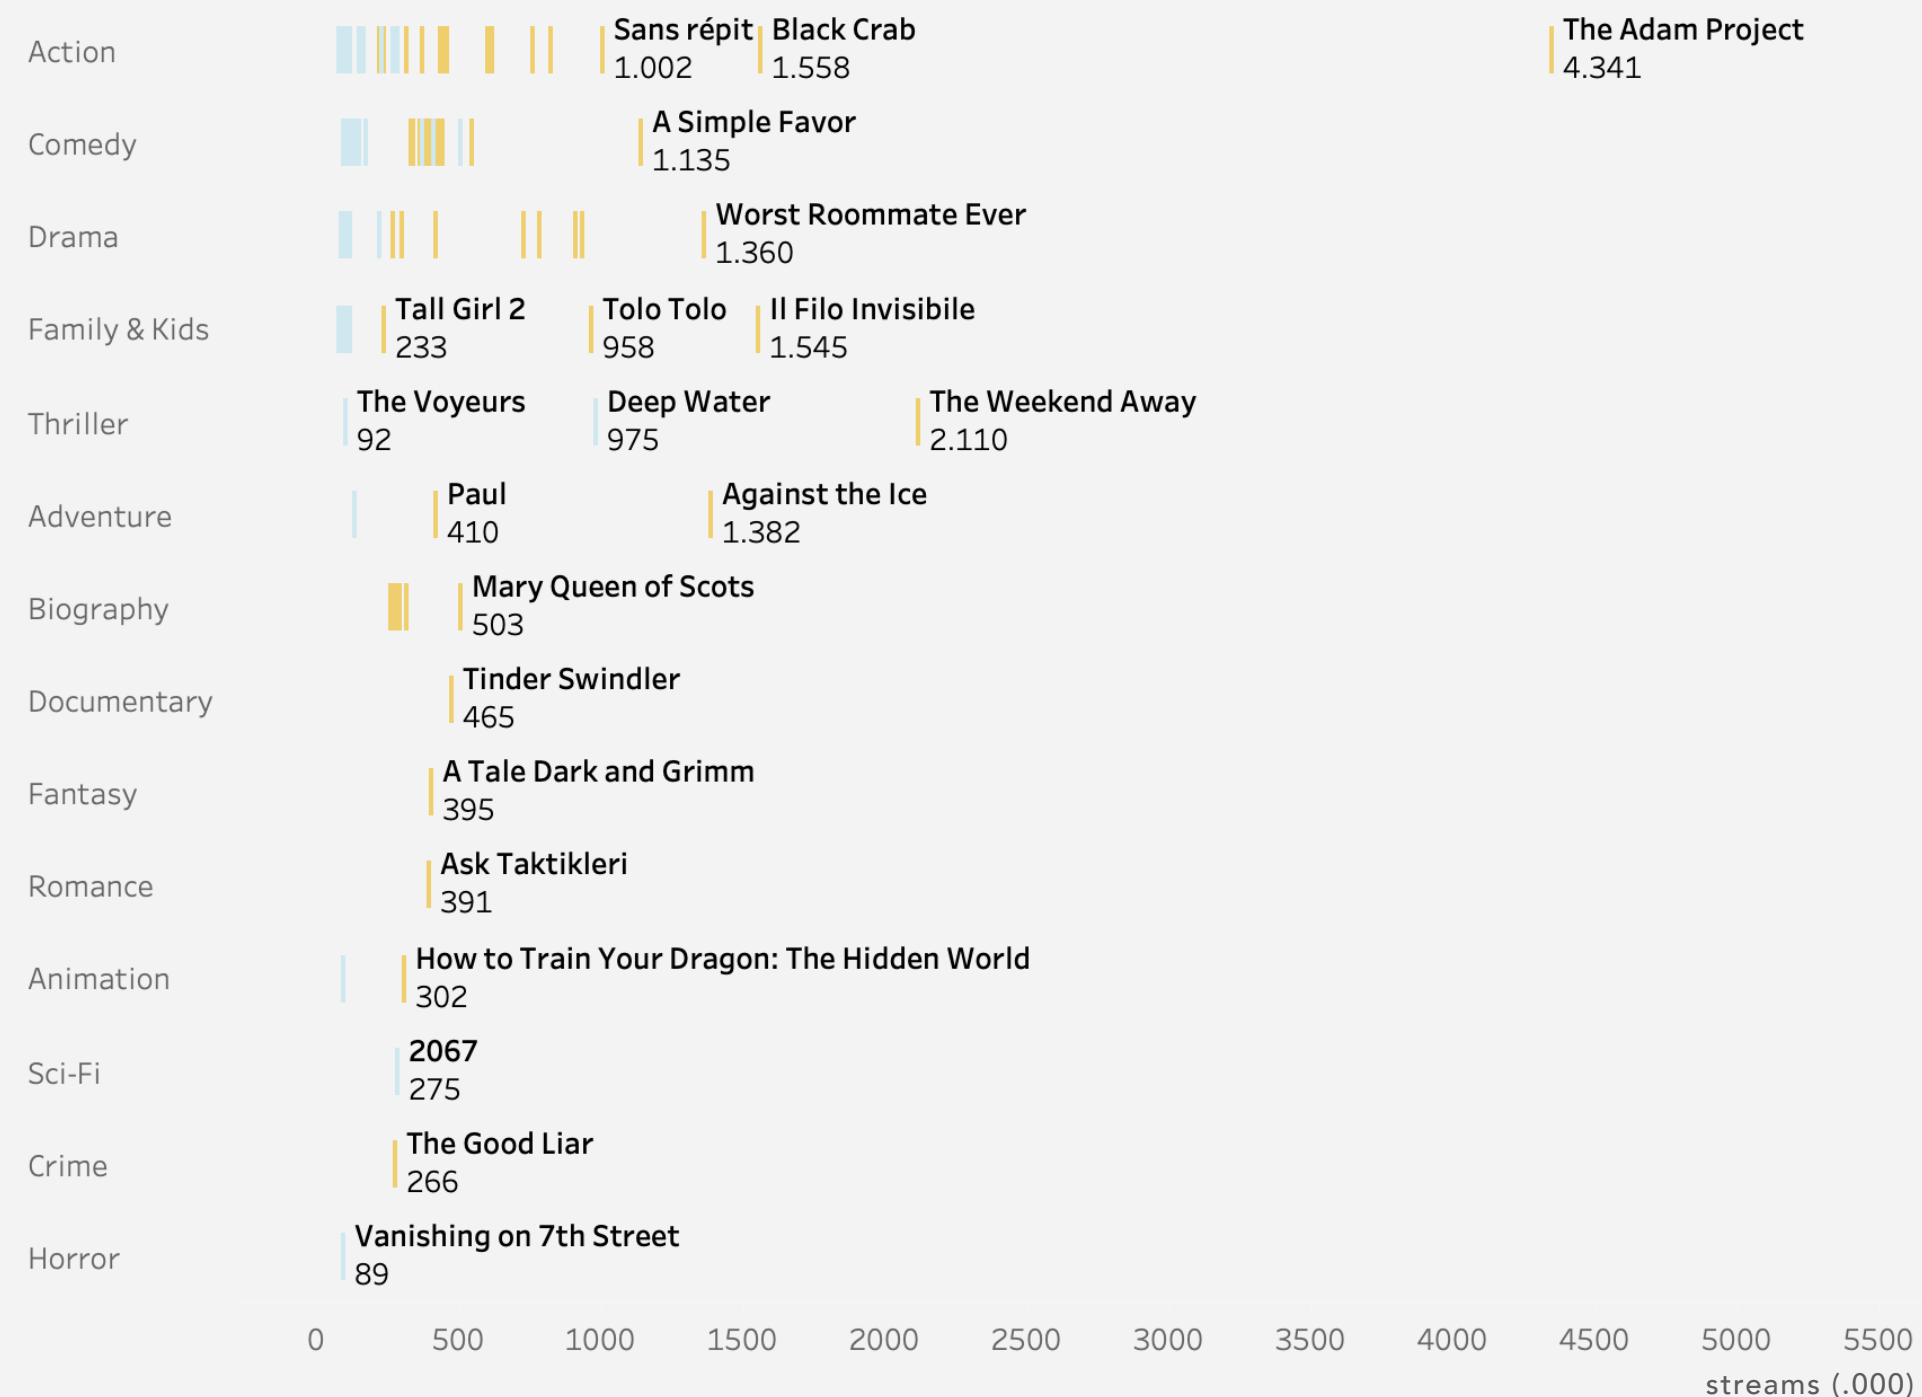 Action
Sans répit
1.002
Black Crab
1.558
The Adam Project
4.341
Comedy
A Simple Favor
1.135
Drama
Worst Roommate Ever
1.360
Family & Kids
Tall Girl 2
233
Tolo Tolo
958
Il Filo Invisibile
1.545
Thriller
The Voyeurs
92
Deep Water
975
The Weekend Away
2.110
Adventure
Paul
410
Against the Ice
1.382
Biography
Mary Queen of Scots
503
Documentary
Tinder Swindler
465
Fantasy
A Tale Dark and Grimm
395
Romance
Ask Taktikleri
391
Animation
How to Train Your Dragon: The Hidden World
302
Sci-Fi
2067
275
Crime
The Good Liar
266
Horror
Vanishing on 7th Street
89
0 500 1000 1500 2000 2500 3000 3500 4000 4500 5000 5500
streams (.000)